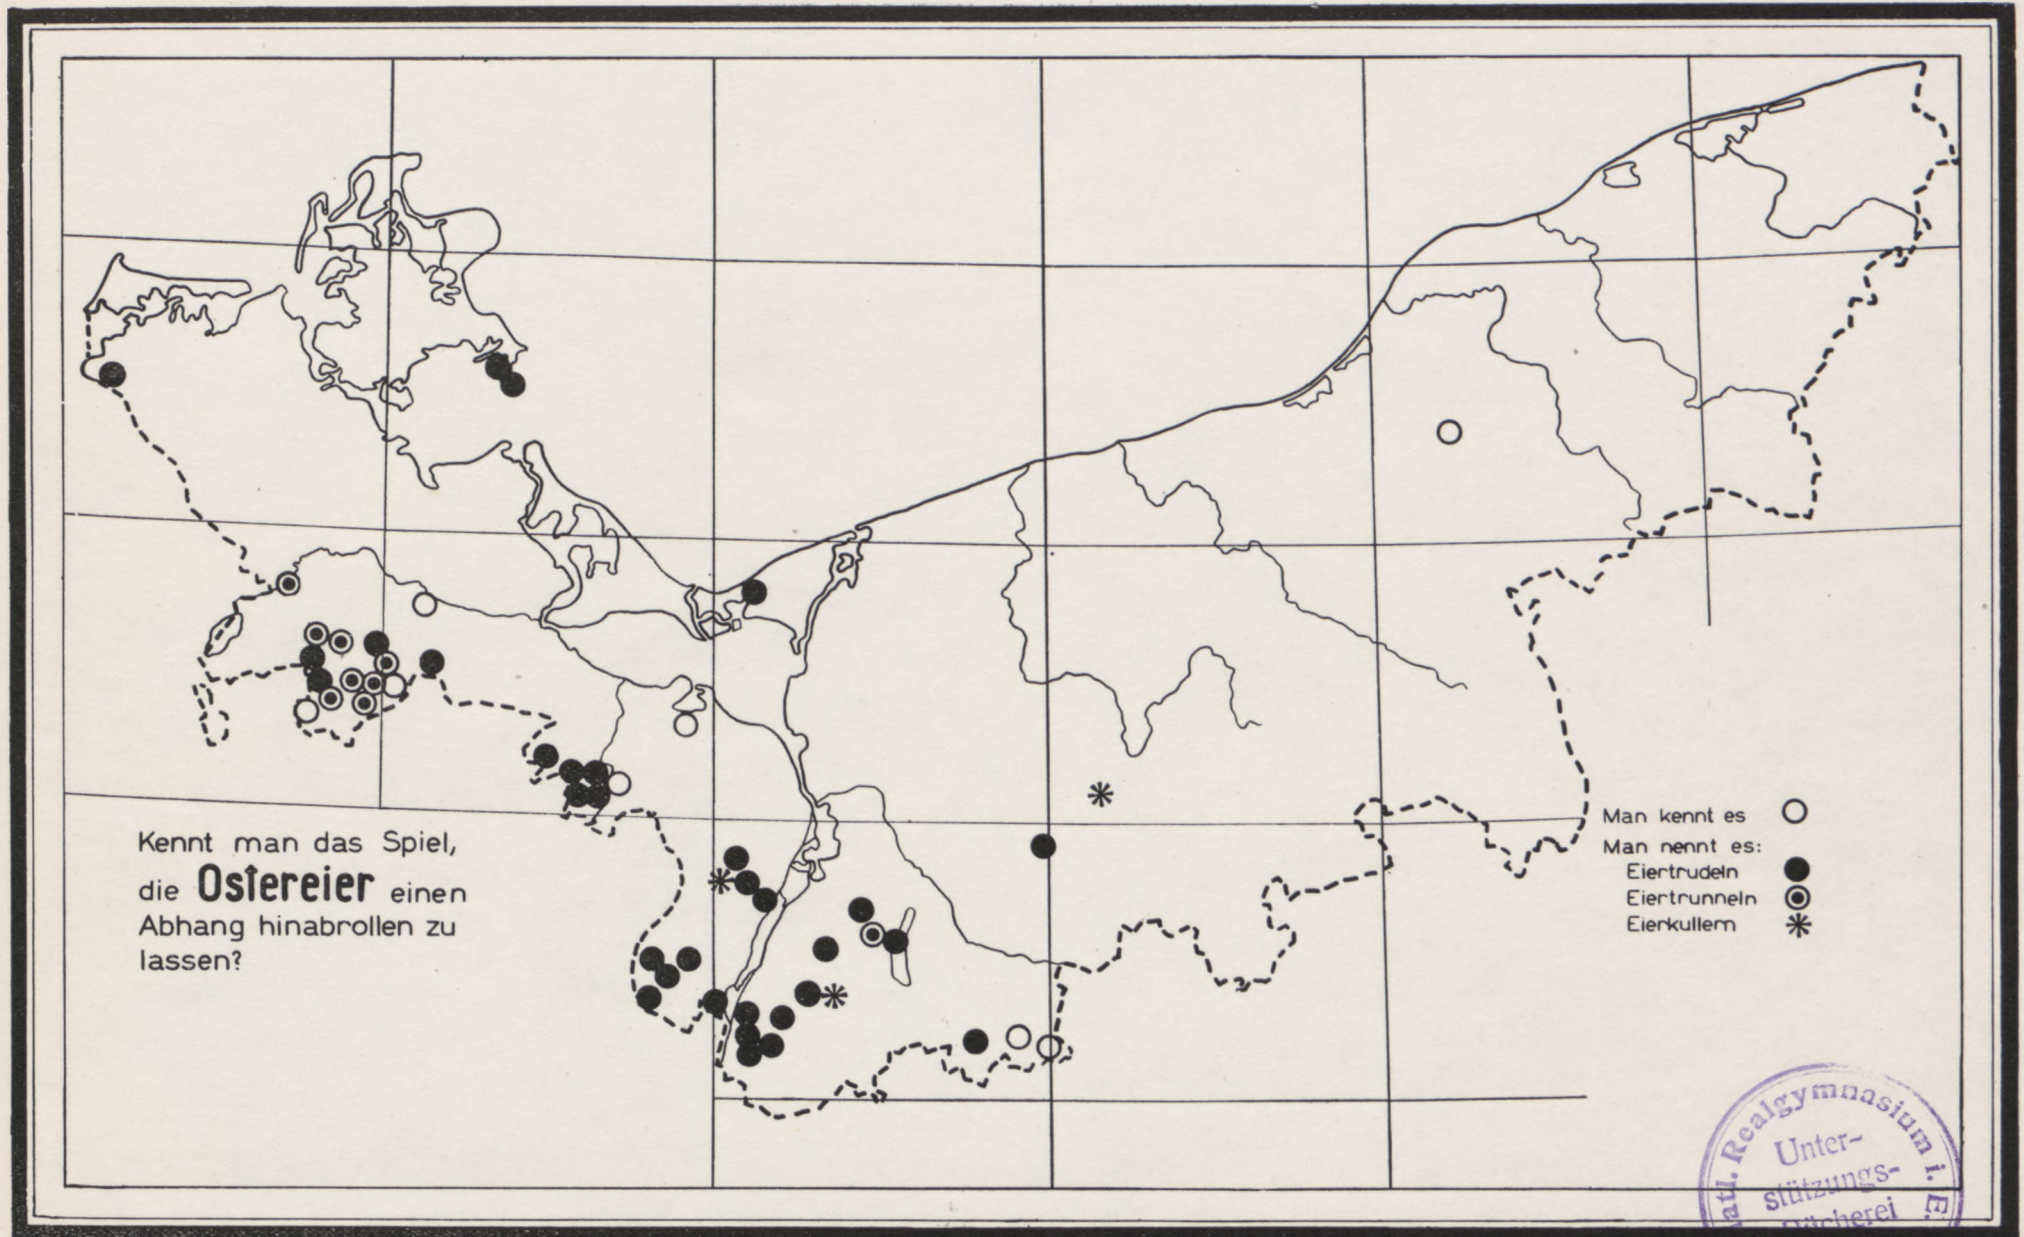 Kennt man das Spiel,
die Ostereier einen
Abhang hinabrollen zu
lassen?
Man kennt es
Man nennt es:
Eiertrudeln
Eiertrunneln
Eierkullern
Realgymnasium i. E.
Unter-
stützungs-
Bücherei